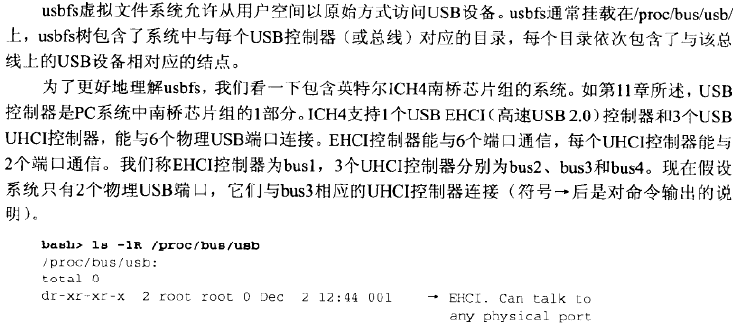 usbfs虚拟文件系统允许从用户空间以原始方式访问USB设备。usbfs通常挂载在/proc/bus/usb/
上，usbfs树包含了系统中与每个USB控制器（或总线）对应的目录，每个目录依次包含了与该总
线上的USB设备相对应的结点。
为了更好地理解usbfs，我们看一下包含英特尔ICH4南桥芯片组的系统。如第11章所述，USB
控制器是PC系统中南桥芯片组的1部分。ICH4支持1个USB EHCI（高速USB 2.0）控制器和3个USB
UHCI控制器，能与6个物理USB端口连接。EHCI控制器能与6个端口通信，每个UHCI控制器能与
2个端口通信。我们称EHCI控制器为bus1，3个UHCI控制器分别为bus2、bus3和bus4。现在假设
系统只有2个物理USB端口，它们与bus3相应的UHCI控制器连接（符号→后是对命令输出的说
明）。
bash> ls -lR /proc/bus/usb
/proc/bus/usb:
total 0
dr-xr-xr-x 2 root root 0 Dec 2 12:44 001 → EHCI. Can talk to
any physical port